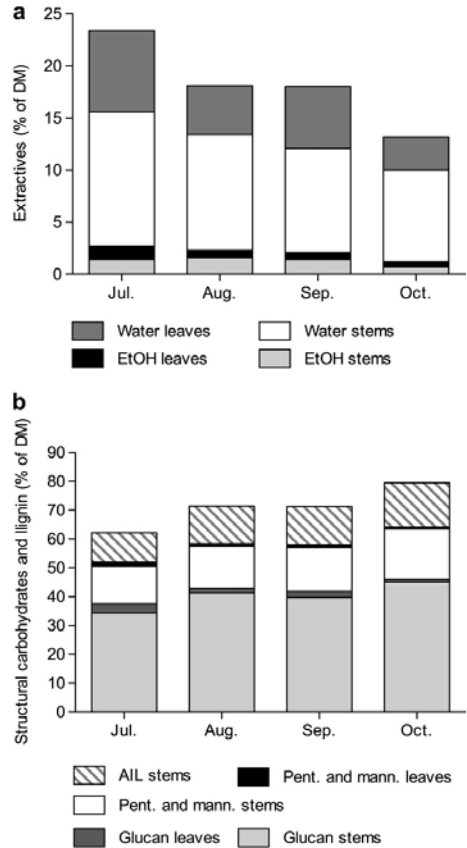 a
Extractives (% of DM)
25
20
15
10
5
0
Jul. Aug. Sep. Oct.
Water leaves Water stems
EtOH leaves EtOH stems
b
Structural carbohydrates and llignin (% of DM)
90
80
70
60
50
40
30
20
10
0
Jul. Aug. Sep. Oct.
AIL stems Pent. and mann. leaves
Pent. and mann. stems
Glucan leaves Glucan stems